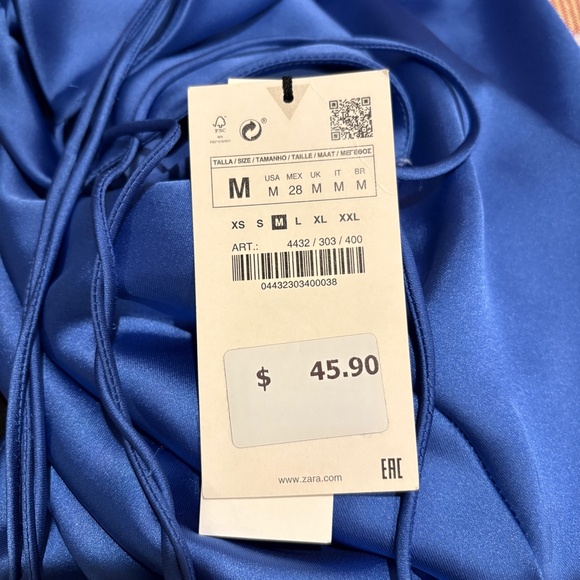 FSC
TALLA / SIZE / TAMANHO / TAILLE / MAAT / ΜΕΓΕΘΟΣ
M
USA MEX UK IT BR
M 28 M M M
XS S M L XL XXL
ART.: 4432 / 303 / 400
04432303400038
$ 45.90
www.zara.com
EAC